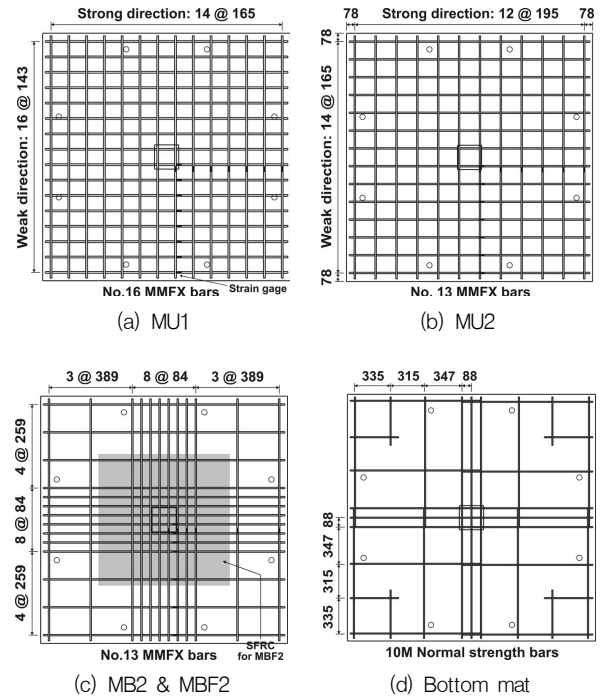 Strong direction: 14 @ 165
Weak direction: 16 @ 143
No.16 MMFX bars
Strain gage
(a) MU1
78 Strong direction: 12 @ 195 78
78
Weak direction: 14 @ 165
78
No. 13 MMFX bars
(b) MU2
3 @ 389 8 @ 84 3 @ 389
4 @ 259
8 @ 84
4 @ 259
No.13 MMFX bars
SFRC
for MBF2
(c) MB2 & MBF2
335 315 347 88
88
347
315
335
10M Normal strength bars
(d) Bottom mat